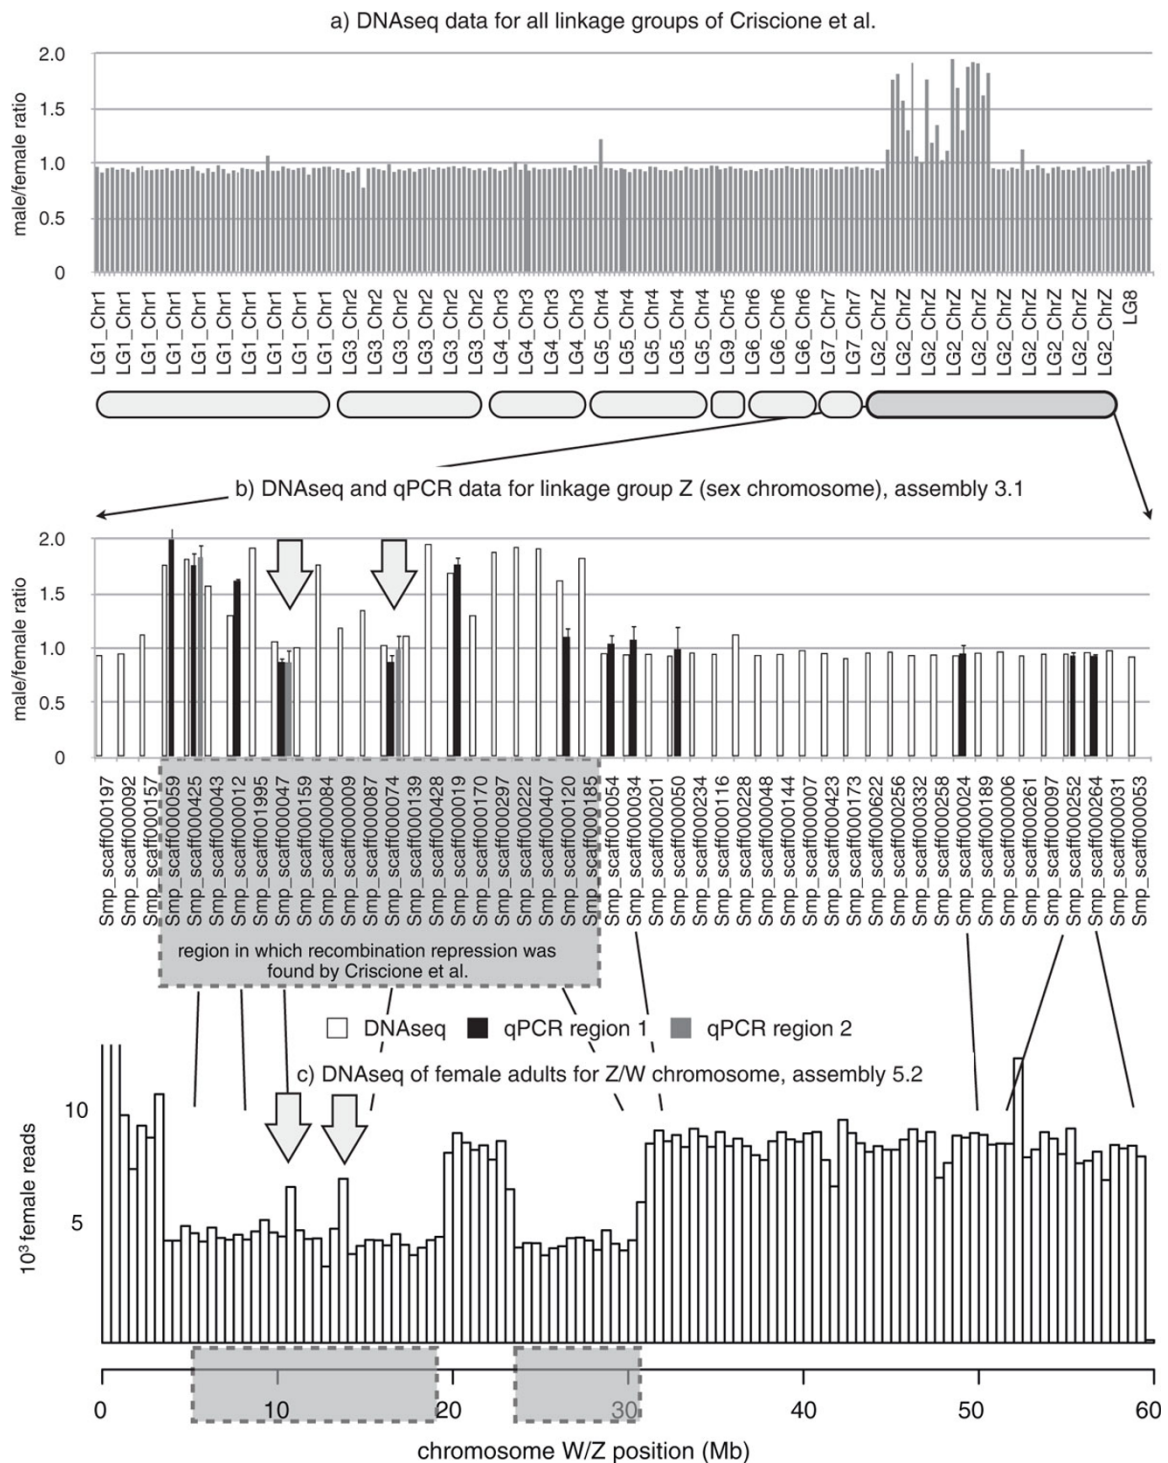 a) DNAseq data for all linkage groups of Criscione et al.
male/female ratio
2.0
1.5
1.0
0.5
0
LG1_Chr1
LG1_Chr1
LG1_Chr1
LG1_Chr1
LG1_Chr1
LG1_Chr1
LG1_Chr1
LG1_Chr1
LG1_Chr1
LG1_Chr1
LG3_Chr2
LG3_Chr2
LG3_Chr2
LG3_Chr2
LG3_Chr2
LG3_Chr2
LG4_Chr3
LG4_Chr3
LG4_Chr3
LG4_Chr3
LG5_Chr4
LG5_Chr4
LG5_Chr4
LG5_Chr4
LG5_Chr4
LG9_Chr5
LG6_Chr6
LG6_Chr6
LG6_Chr6
LG7_Chr7
LG7_Chr7
LG2_ChrZ
LG2_ChrZ
LG2_ChrZ
LG2_ChrZ
LG2_ChrZ
LG2_ChrZ
LG2_ChrZ
LG2_ChrZ
LG2_ChrZ
LG2_ChrZ
LG8
b) DNAseq and qPCR data for linkage group Z (sex chromosome), assembly 3.1
male/female ratio
2.0
1.5
1.0
0.5
0
Smp_scaff000197
Smp_scaff000092
Smp_scaff000157
Smp_scaff000059
Smp_scaff000425
Smp_scaff000043
Smp_scaff000012
Smp_scaff001995
Smp_scaff000047
Smp_scaff000159
Smp_scaff000084
Smp_scaff000009
Smp_scaff000087
Smp_scaff000074
Smp_scaff000139
Smp_scaff000428
Smp_scaff000019
Smp_scaff000170
Smp_scaff000297
Smp_scaff000222
Smp_scaff000407
Smp_scaff000120
Smp_scaff000185
Smp_scaff000054
Smp_scaff000034
Smp_scaff000201
Smp_scaff000050
Smp_scaff000234
Smp_scaff000116
Smp_scaff000228
Smp_scaff000048
Smp_scaff000144
Smp_scaff000007
Smp_scaff000423
Smp_scaff000173
Smp_scaff000622
Smp_scaff000256
Smp_scaff000332
Smp_scaff000258
Smp_scaff000024
Smp_scaff000189
Smp_scaff000006
Smp_scaff000261
Smp_scaff000097
Smp_scaff000252
Smp_scaff000264
Smp_scaff000031
Smp_scaff000053
region in which recombination repression was
found by Criscione et al.
DNAseq qPCR region 1 qPCR region 2
c) DNAseq of female adults for Z/W chromosome, assembly 5.2
10³ female reads
10
5
0 10 20 30 40 50 60
chromosome W/Z position (Mb)